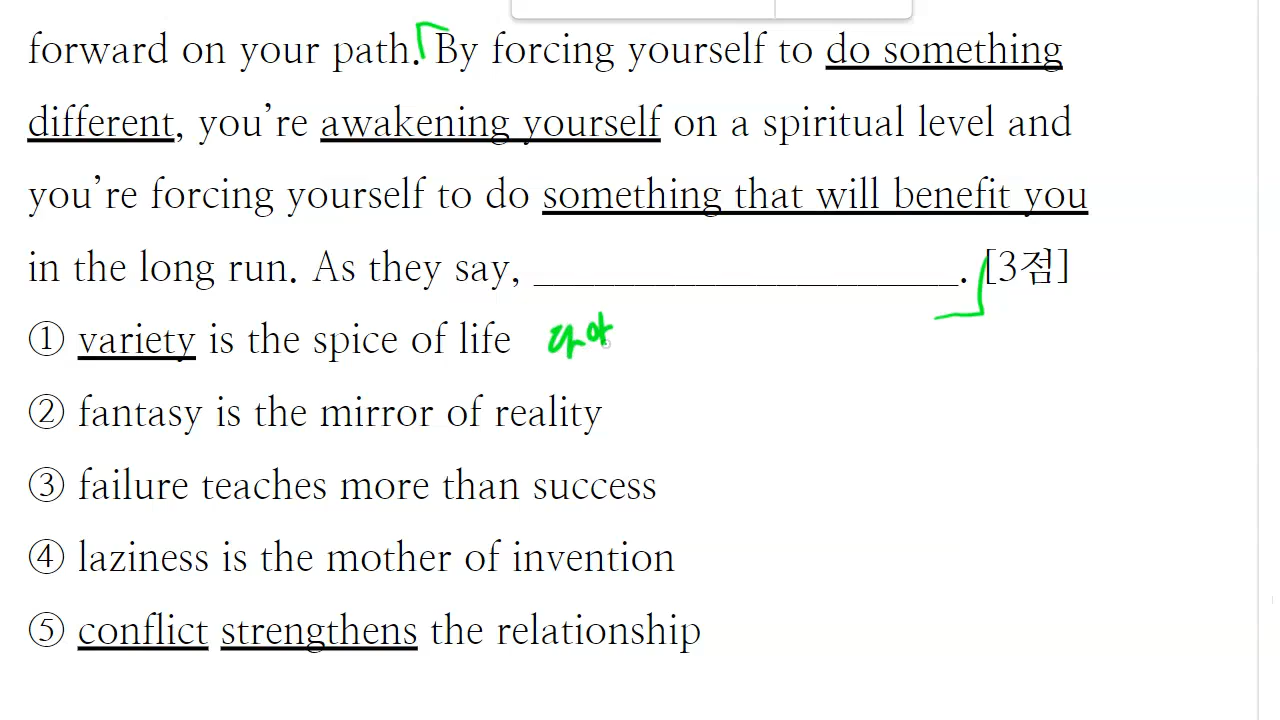 forward on your path. By forcing yourself to do something
different, you're awakening yourself on a spiritual level and
you're forcing yourself to do something that will benefit you
in the long run. As they say, ____________________. [3점]
① variety is the spice of life 다야
② fantasy is the mirror of reality
③ failure teaches more than success
④ laziness is the mother of invention
⑤ conflict strengthens the relationship